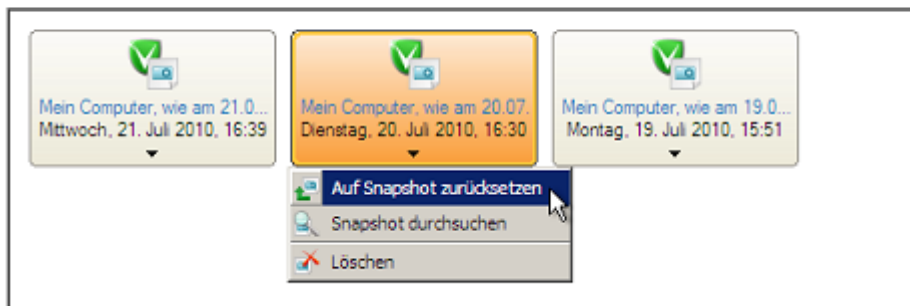 Mein Computer, wie am 21.0...
Mittwoch, 21. Juli 2010, 16:39
Mein Computer, wie am 20.07.
Dienstag, 20. Juli 2010, 16:30
Mein Computer, wie am 19.0...
Montag, 19. Juli 2010, 15:51
Auf Snapshot zurücksetzen
Snapshot durchsuchen
Löschen